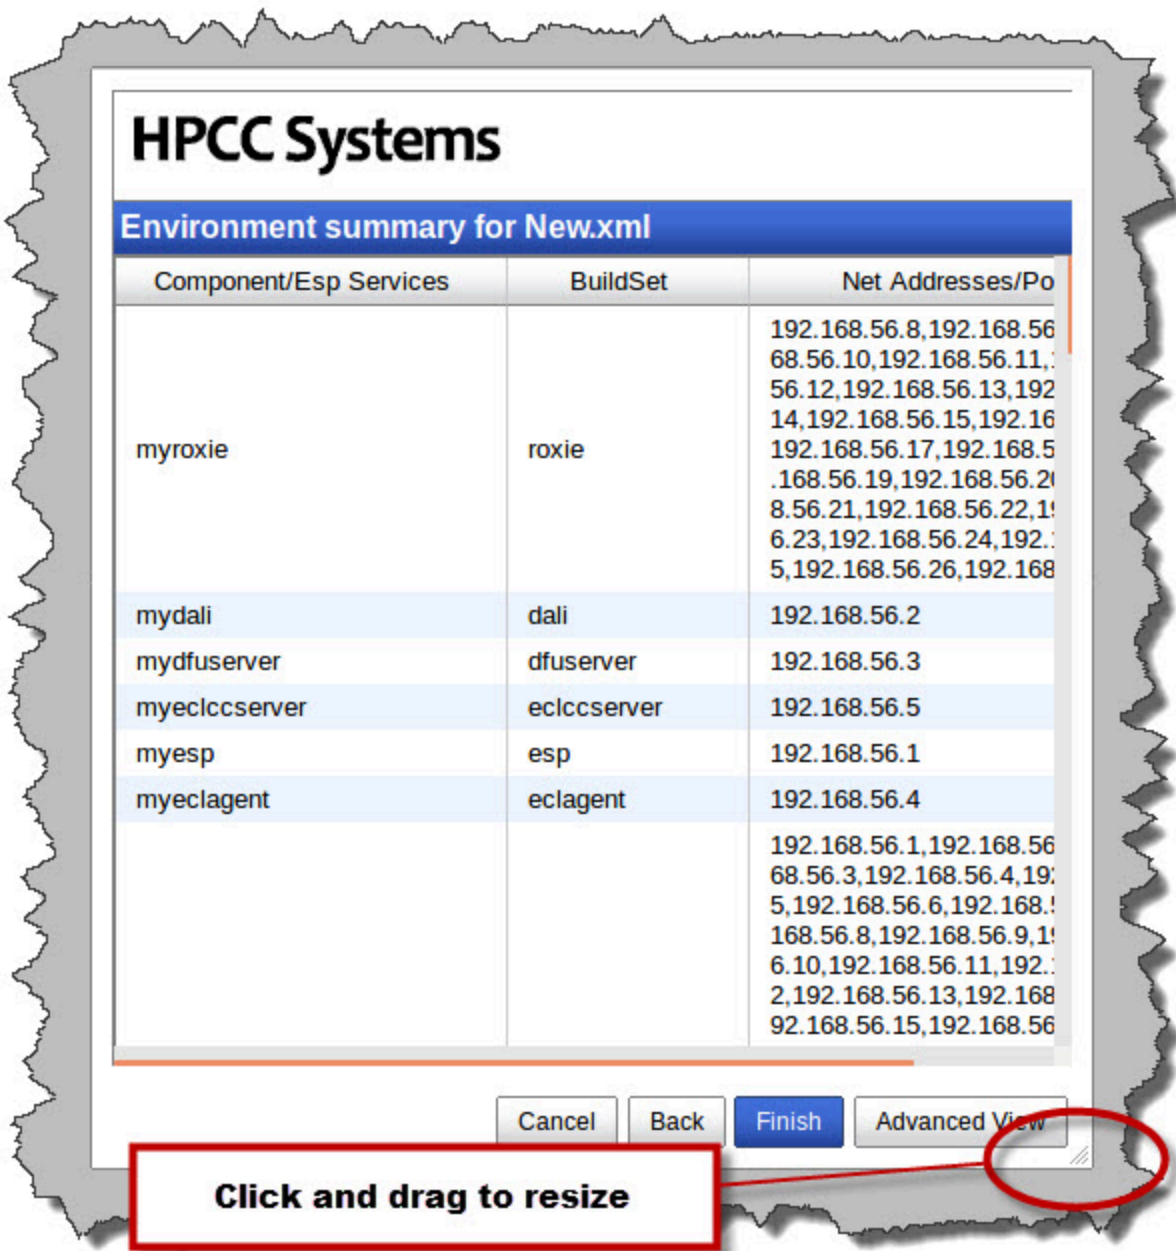 HPCC Systems
Environment summary for New.xml
Component/Esp Services BuildSet Net Addresses/Po
192.168.56.8,192.168.56
68.56.10,192.168.56.11,
56.12,192.168.56.13,192
14,192.168.56.15,192.16
myroxie roxie 192.168.56.17,192.168.5
.168.56.19,192.168.56.20
8.56.21,192.168.56.22,19
6.23,192.168.56.24,192.
5,192.168.56.26,192.168
mydali dali 192.168.56.2
mydfuserver dfuserver 192.168.56.3
myeclccserver eclccserver 192.168.56.5
myesp esp 192.168.56.1
myeclagent eclagent 192.168.56.4
192.168.56.1,192.168.56
68.56.3,192.168.56.4,192
5,192.168.56.6,192.168.
168.56.8,192.168.56.9,19
6.10,192.168.56.11,192.
2,192.168.56.13,192.168
92.168.56.15,192.168.56
Cancel Back Finish Advanced View
Click and drag to resize